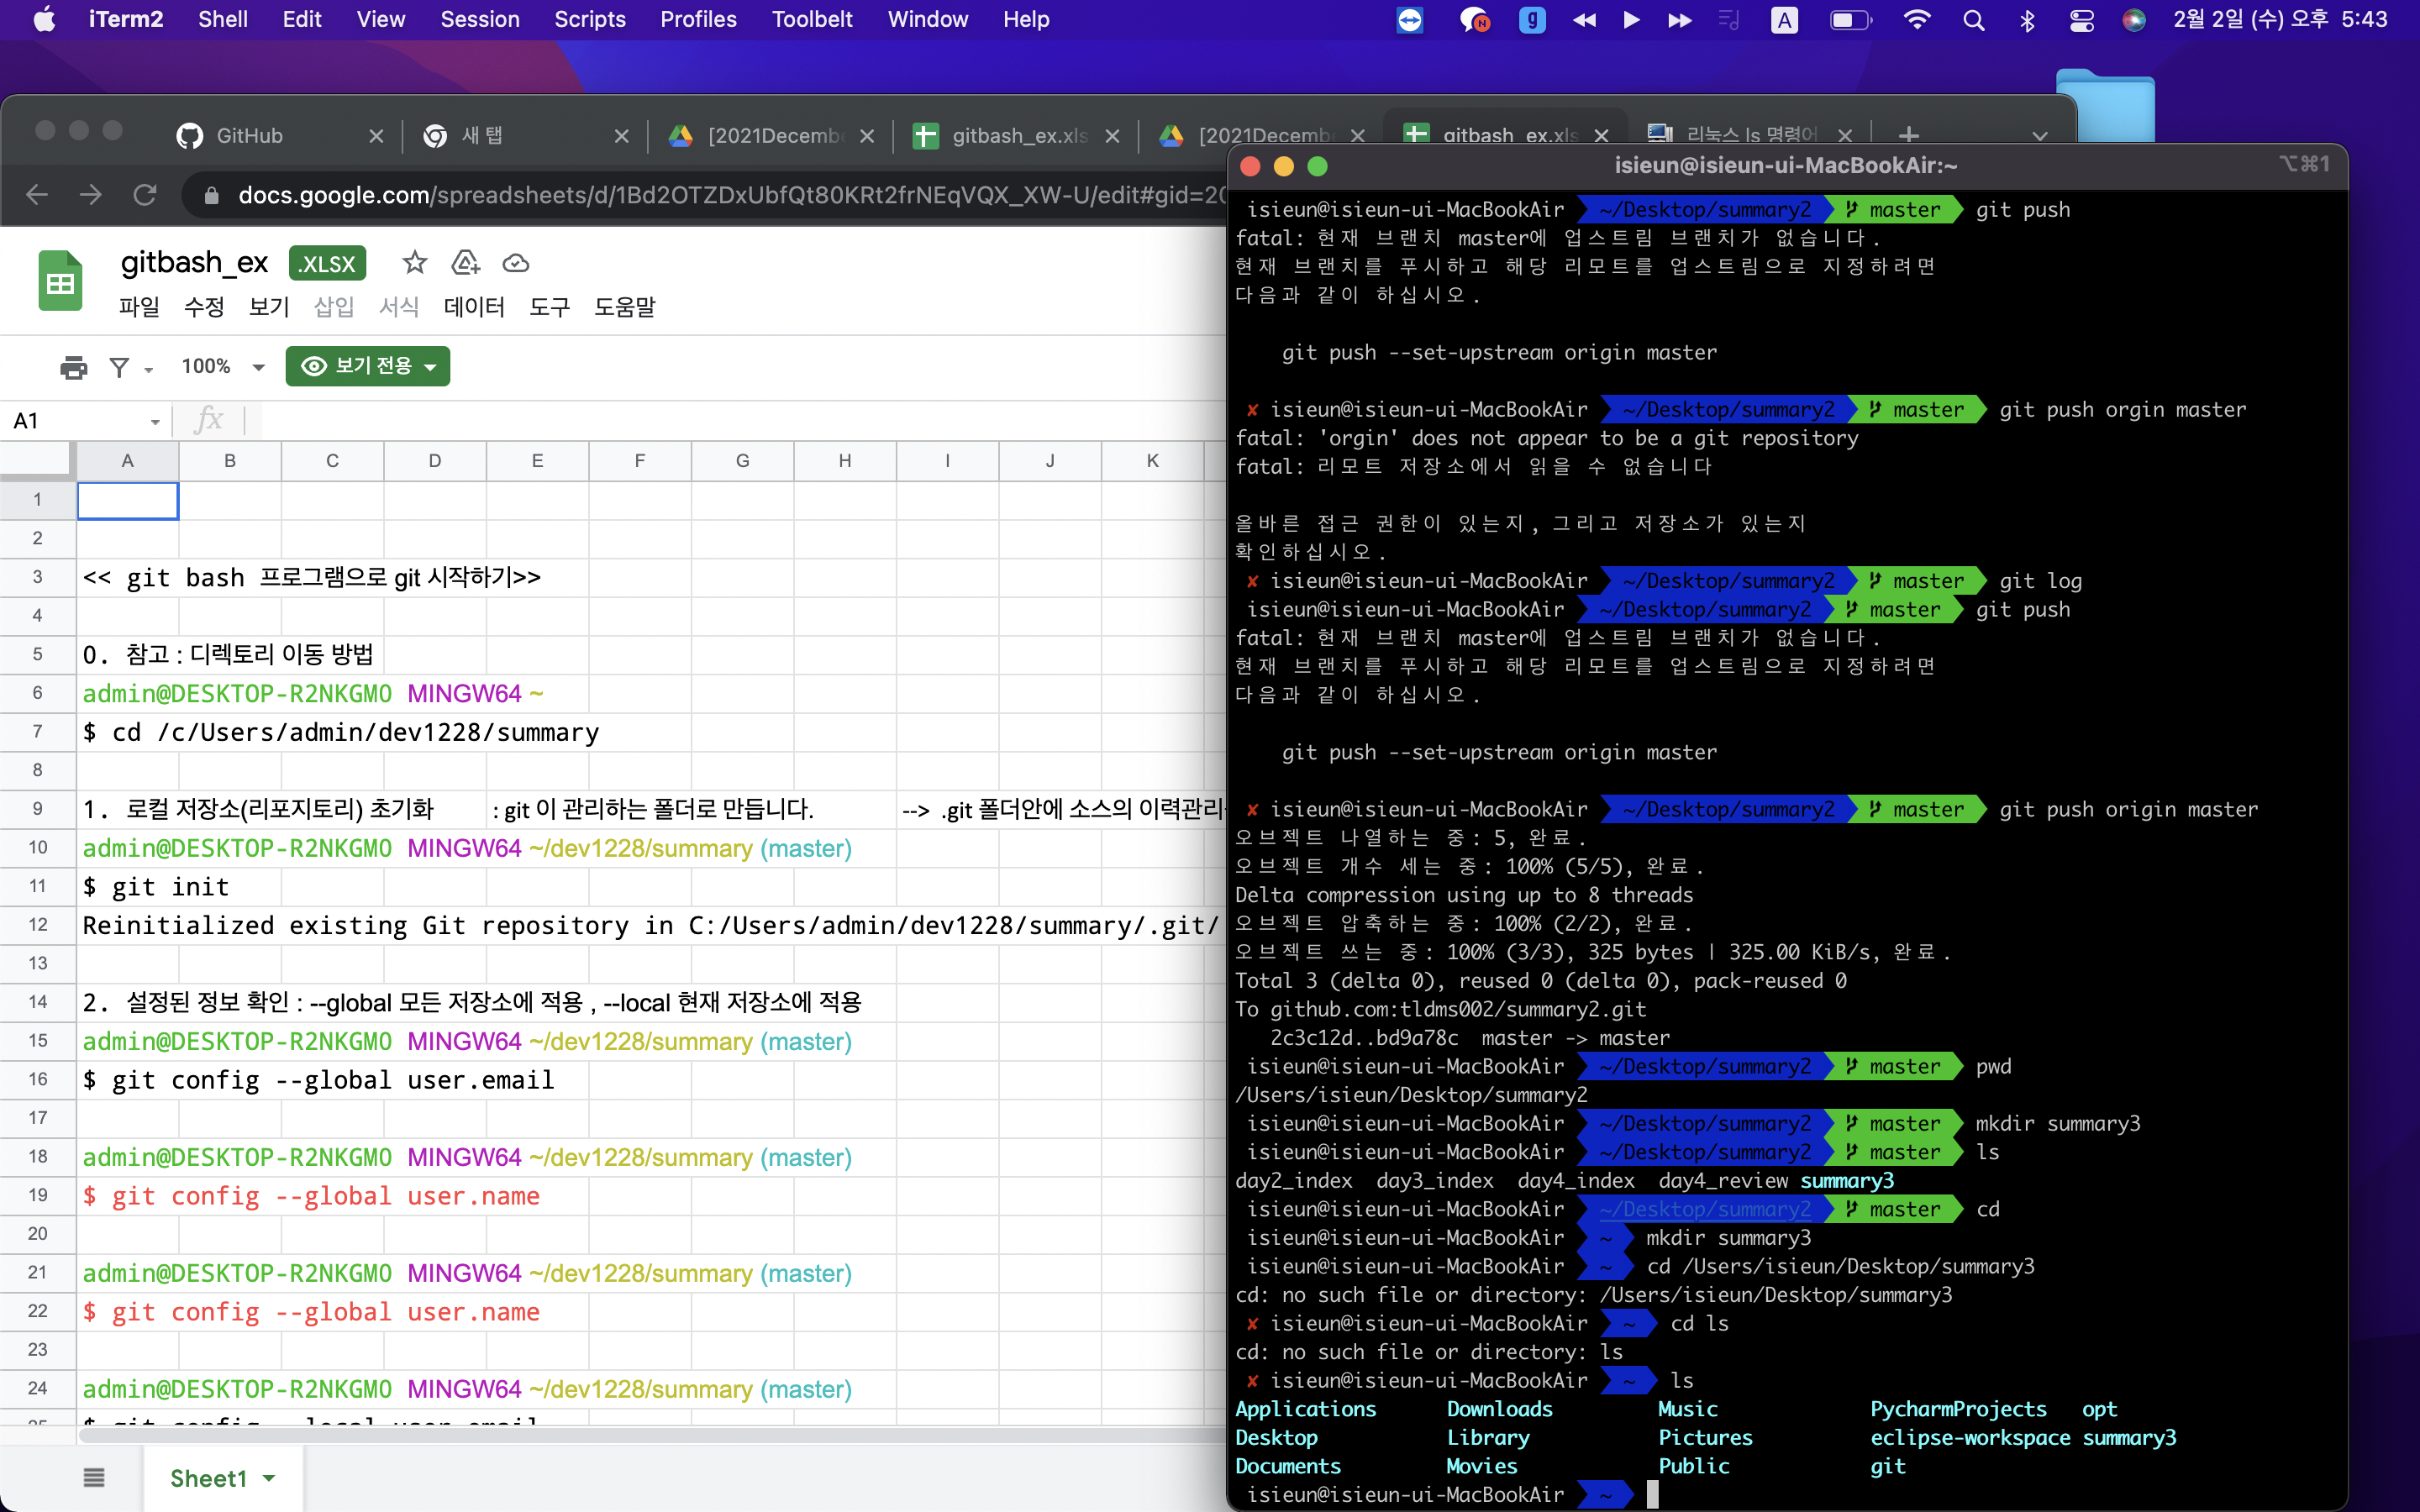 iTerm2 Shell Edit View Session Scripts Profiles Toolbelt Window Help A 2월 2일 (수) 오후 5:43
GitHub 새 탭 [2021Decembe gitbash_ex.xls [2021Decembe gitbash_ex.xls 리눅스 ls 명령어
docs.google.com/spreadsheets/d/1Bd2OTZDxUbfQt80KRt2frNEqVQX_XW-U/edit#gid=20
gitbash_ex .XLSX
파일 수정 보기 삽입 서식 데이터 도구 도움말
100% 보기 전용
A1 fx
A B C D E F G H I J K
1
2
3 << git bash 프로그램으로 git 시작하기>>
4
5 0. 참고 : 디렉토리 이동 방법
6 admin@DESKTOP-R2NKGM0 MINGW64 ~
7 $ cd /c/Users/admin/dev1228/summary
8
9 1. 로컬 저장소(리포지토리) 초기화 : git 이 관리하는 폴더로 만듭니다. --> .git 폴더안에 소스의 이력관리
10 admin@DESKTOP-R2NKGM0 MINGW64 ~/dev1228/summary (master)
11 $ git init
12 Reinitialized existing Git repository in C:/Users/admin/dev1228/summary/.git/
13
14 2. 설정된 정보 확인 : --global 모든 저장소에 적용 , --local 현재 저장소에 적용
15 admin@DESKTOP-R2NKGM0 MINGW64 ~/dev1228/summary (master)
16 $ git config --global user.email
17
18 admin@DESKTOP-R2NKGM0 MINGW64 ~/dev1228/summary (master)
19 $ git config --global user.name
20
21 admin@DESKTOP-R2NKGM0 MINGW64 ~/dev1228/summary (master)
22 $ git config --global user.name
23
24 admin@DESKTOP-R2NKGM0 MINGW64 ~/dev1228/summary (master)
25 $ git config --local user.email
Sheet1
isieun@isieun-ui-MacBookAir:~ ⌥⌘1
isieun@isieun-ui-MacBookAir ~/Desktop/summary2 master git push
fatal: 현재 브랜치 master에 업스트림 브랜치가 없습니다.
현재 브랜치를 푸시하고 해당 리모트를 업스트림으로 지정하려면
다음과 같이 하십시오.
git push --set-upstream origin master
✘ isieun@isieun-ui-MacBookAir ~/Desktop/summary2 master git push orgin master
fatal: 'orgin' does not appear to be a git repository
fatal: 리모트 저장소에서 읽을 수 없습니다
올바른 접근 권한이 있는지, 그리고 저장소가 있는지
확인하십시오.
✘ isieun@isieun-ui-MacBookAir ~/Desktop/summary2 master git log
isieun@isieun-ui-MacBookAir ~/Desktop/summary2 master git push
fatal: 현재 브랜치 master에 업스트림 브랜치가 없습니다.
현재 브랜치를 푸시하고 해당 리모트를 업스트림으로 지정하려면
다음과 같이 하십시오.
git push --set-upstream origin master
✘ isieun@isieun-ui-MacBookAir ~/Desktop/summary2 master git push origin master
오브젝트 나열하는 중: 5, 완료.
오브젝트 개수 세는 중: 100% (5/5), 완료.
Delta compression using up to 8 threads
오브젝트 압축하는 중: 100% (2/2), 완료.
오브젝트 쓰는 중: 100% (3/3), 325 bytes | 325.00 KiB/s, 완료.
Total 3 (delta 0), reused 0 (delta 0), pack-reused 0
To github.com:tldms002/summary2.git
2c3c12d..bd9a78c master -> master
isieun@isieun-ui-MacBookAir ~/Desktop/summary2 master pwd
/Users/isieun/Desktop/summary2
isieun@isieun-ui-MacBookAir ~/Desktop/summary2 master mkdir summary3
isieun@isieun-ui-MacBookAir ~/Desktop/summary2 master ls
day2_index day3_index day4_index day4_review summary3
isieun@isieun-ui-MacBookAir ~/Desktop/summary2 master cd
isieun@isieun-ui-MacBookAir ~ mkdir summary3
isieun@isieun-ui-MacBookAir ~ cd /Users/isieun/Desktop/summary3
cd: no such file or directory: /Users/isieun/Desktop/summary3
✘ isieun@isieun-ui-MacBookAir ~ cd ls
cd: no such file or directory: ls
✘ isieun@isieun-ui-MacBookAir ~ ls
Applications Downloads Music PycharmProjects opt
Desktop Library Pictures eclipse-workspace summary3
Documents Movies Public git
isieun@isieun-ui-MacBookAir ~